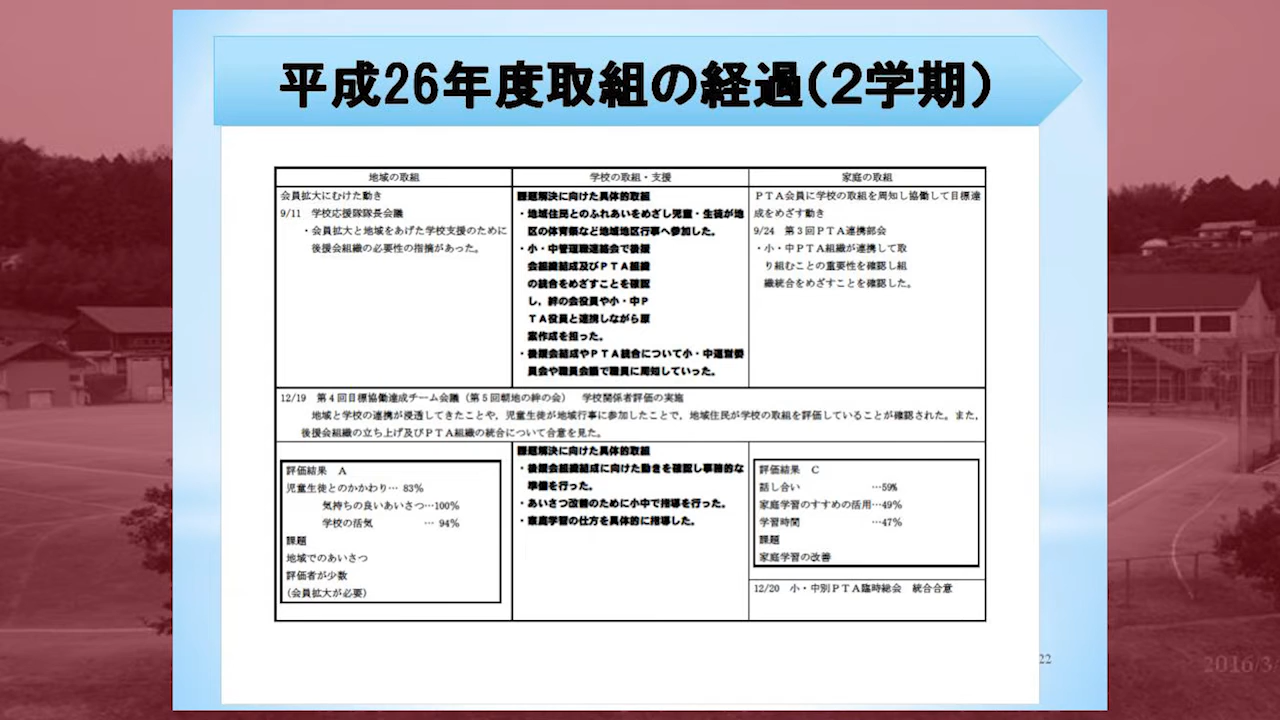 平成26年度取組の経過(2学期)
地域の取組
会員拡大にむけた動き
9/11 学校応援隊隊長会議
・会員拡大と地域をあげた学校支援のために
後援会組織の必要性の指摘があった。
学校の取組・支援
課題解決に向けた具体的取組
・地域住民とのふれあいをめざし児童・生徒が地
区の体育祭など地域地区行事へ参加した。
・小・中管理職連絡会で後援
会組織結成及びPTA組織
の統合をめざすことを確認
し,絆の会役員や小・中P
TA役員と連携しながら原
案作成を担った。
・後援会結成やPTA統合について小・中運営委
員会や職員会議で職員に周知していった。
家庭の取組
PTA会員に学校の取組を周知し協働して目標達
成をめざす動き
9/24 第3回PTA連携部会
・小・中PTA組織が連携して取
り組むことの重要性を確認し組
織統合をめざすことを確認した。
12/19 第4回目標協働達成チーム会議(第5回朝地の絆の会) 学校関係者評価の実施
地域と学校の連携が浸透してきたことや,児童生徒が地域行事に参加したことで,地域住民が学校の取組を評価していることが確認された。また,
後援会組織の立ち上げ及びPTA組織の統合について合意を見た。
評価結果 A
児童生徒とのかかわり… 83%
気持ちの良いあいさつ…100%
学校の活気 … 94%
課題
地域でのあいさつ
評価者が少数
(会員拡大が必要)
課題解決に向けた具体的取組
・後援会組織結成に向けた動きを確認し事務的な
準備を行った。
・あいさつ改善のために小中で指導を行った。
・家庭学習の仕方を具体的に指導した。
評価結果 C
話し合い …59%
家庭学習のすすめの活用…49%
学習時間 …47%
課題
家庭学習の改善
12/20 小・中別PTA臨時総会 統合合意
22
2016/3/